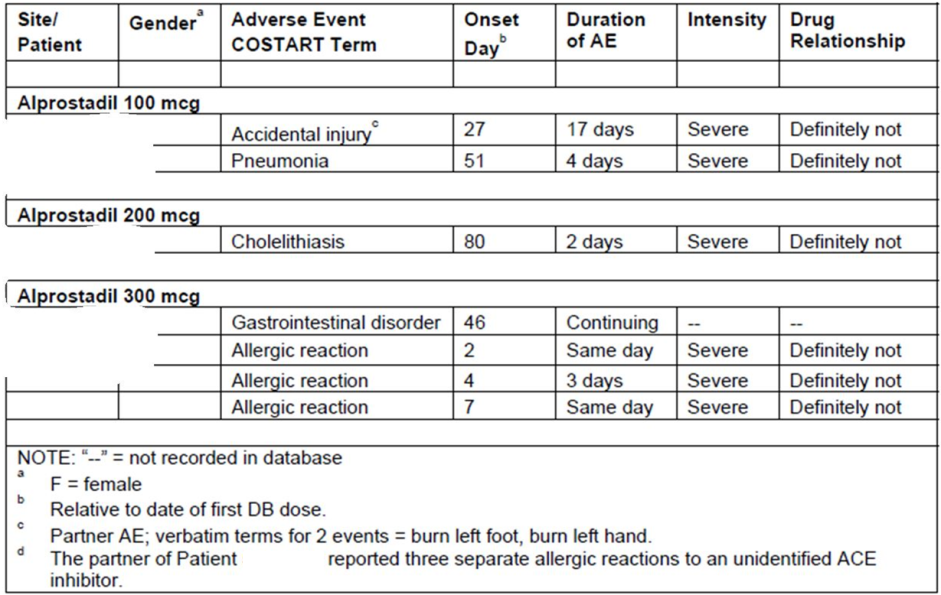 Site/ Gender a Adverse Event Onset Duration Intensity Drug
Patient COSTART Term Day b of AE Relationship
Alprostadil 100 mcg
Accidental injury c 27 17 days Severe Definitely not
Pneumonia 51 4 days Severe Definitely not
Alprostadil 200 mcg
Cholelithiasis 80 2 days Severe Definitely not
Alprostadil 300 mcg
Gastrointestinal disorder 46 Continuing -- --
Allergic reaction 2 Same day Severe Definitely not
Allergic reaction 4 3 days Severe Definitely not
Allergic reaction 7 Same day Severe Definitely not
NOTE: "--" = not recorded in database
a F = female
b Relative to date of first DB dose.
c Partner AE; verbatim terms for 2 events = burn left foot, burn left hand.
d The partner of Patient reported three separate allergic reactions to an unidentified ACE
inhibitor.